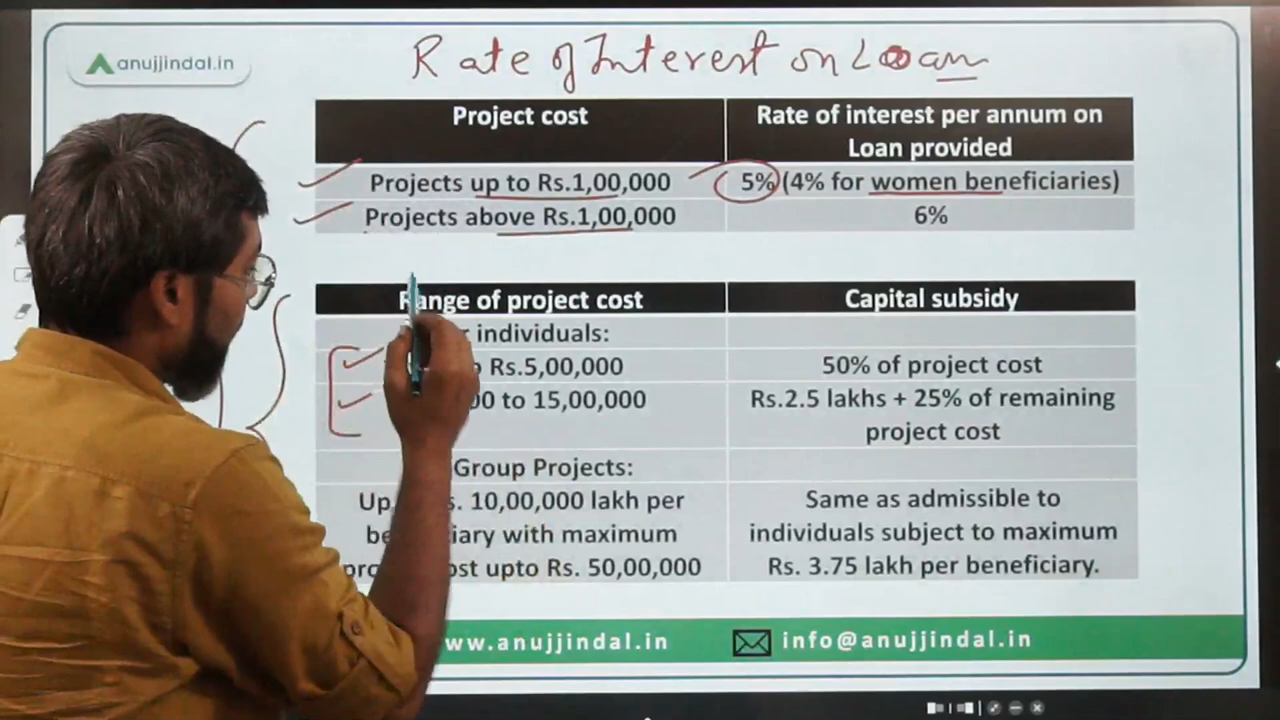 anujjindal.in
Rate of Interest on Loan
Project cost
Rate of interest per annum on
Loan provided
Projects up to Rs.1,00,000
5% (4% for women beneficiaries)
Projects above Rs.1,00,000
6%
Range of project cost
Capital subsidy
individuals:
Rs.5,00,000
50% of project cost
00 to 15,00,000
Rs.2.5 lakhs + 25% of remaining
project cost
Group Projects:
Up s. 10,00,000 lakh per
Same as admissible to
be iary with maximum
individuals subject to maximum
pro ost upto Rs. 50,00,000
Rs. 3.75 lakh per beneficiary.
ww.anujjindal.in
info@anujjindal.in